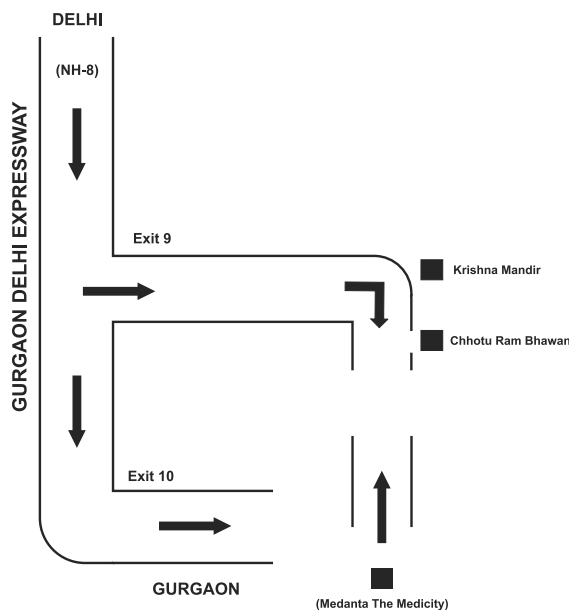 DELHI
(NH-8)
GURGAON DELHI EXPRESSWAY
Exit 9
Krishna Mandir
Chhotu Ram Bhawan
Exit 10
GURGAON
(Medanta The Medicity)